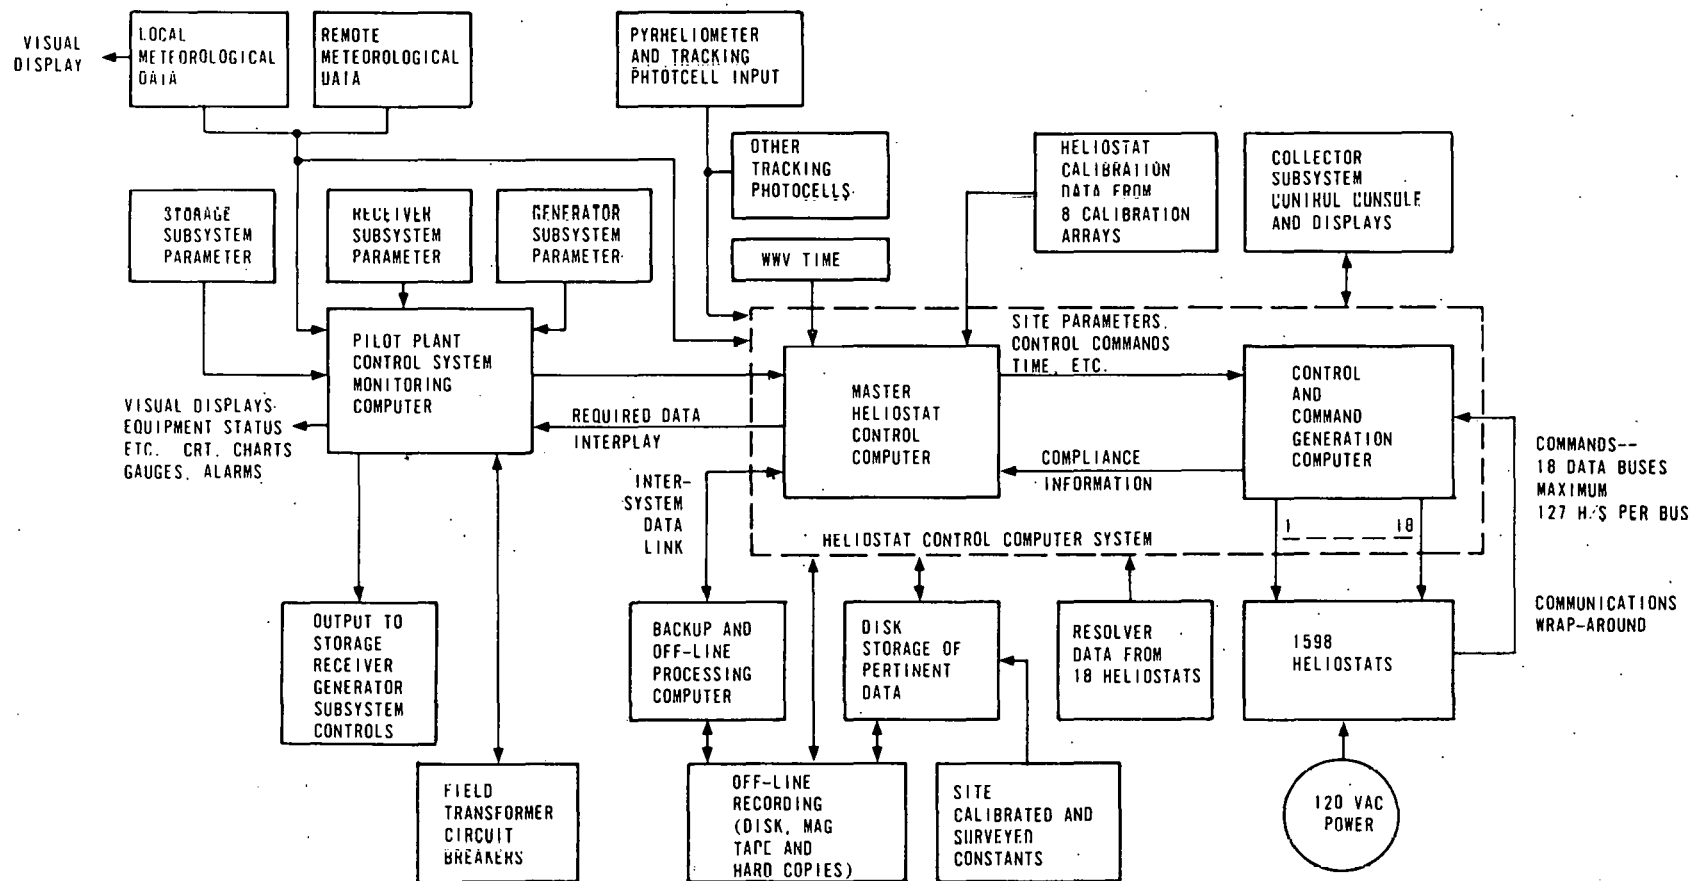 VISUAL
DISPLAY
LOCAL
METEOROLOGICAL
DATA
REMOTE
METEOROLOGICAL
DATA
PYRHELIOMETER
AND TRACKING
PHTOTCELL INPUT
OTHER
TRACKING
PHOTOCELLS
WWV TIME
HELIOSTAT
CALIBRATION
DATA FROM
8 CALIBRATION
ARRAYS
COLLECTOR
SUBSYSTEM
CONTROL CONSOLE
AND DISPLAYS
STORAGE
SUBSYSTEM
PARAMETER
RECEIVER
SUBSYSTEM
PARAMETER
GENERATOR
SUBSYSTEM
PARAMETER
PILOT PLANT
CONTROL SYSTEM
MONITORING
COMPUTER
VISUAL DISPLAYS
EQUIPMENT STATUS
ETC. CRT. CHARTS
GAUGES, ALARMS
REQUIRED DATA
INTERPLAY
SITE PARAMETERS.
CONTROL COMMANDS
TIME, ETC.
MASTER
HELIOSTAT
CONTROL
COMPUTER
CONTROL
AND
COMMAND
GENERATION
COMPUTER
COMPLIANCE
INFORMATION
INTER-
SYSTEM
DATA
LINK
HELIOSTAT CONTROL COMPUTER SYSTEM
1 18
COMMANDS--
18 DATA BUSES
MAXIMUM
127 H/S PER BUS
COMMUNICATIONS
WRAP-AROUND
OUTPUT TO
STORAGE
RECEIVER
GENERATOR
SUBSYSTEM
CONTROLS
BACKUP AND
OFF-LINE
PROCESSING
COMPUTER
DISK
STORAGE OF
PERTINENT
DATA
RESOLVER
DATA FROM
18 HELIOSTATS
1598
HELIOSTATS
FIELD
TRANSFORMER
CIRCUIT
BREAKERS
OFF-LINE
RECORDING
(DISK, MAG
TAPE AND
HARD COPIES)
SITE
CALIBRATED AND
SURVEYED
CONSTANTS
120 VAC
POWER